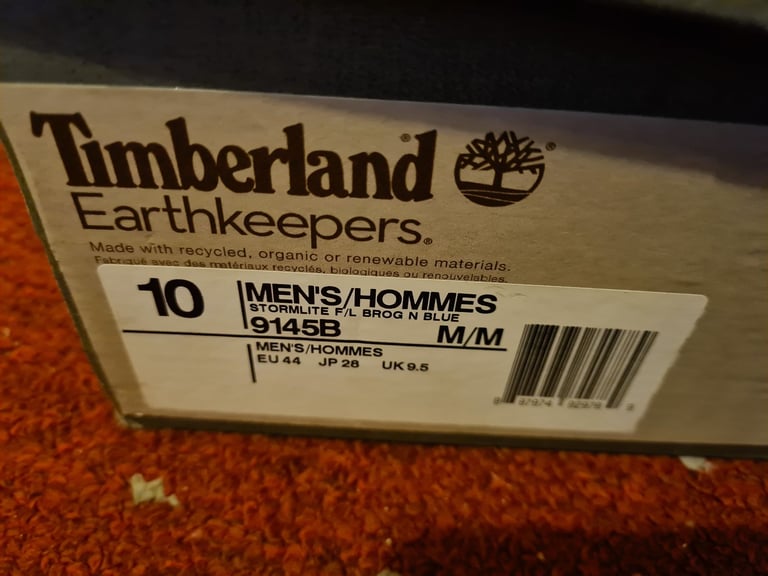 Timberland®
Earthkeepers®
Made with recycled, organic or renewable materials.
Fabriqué avec des matériaux recyclés, biologiques ou renouvelables.
10 MEN'S/HOMMES
STORMLITE F/L BROG N BLUE
9145B M/M
MEN'S/HOMMES
EU 44 JP 28 UK 9.5